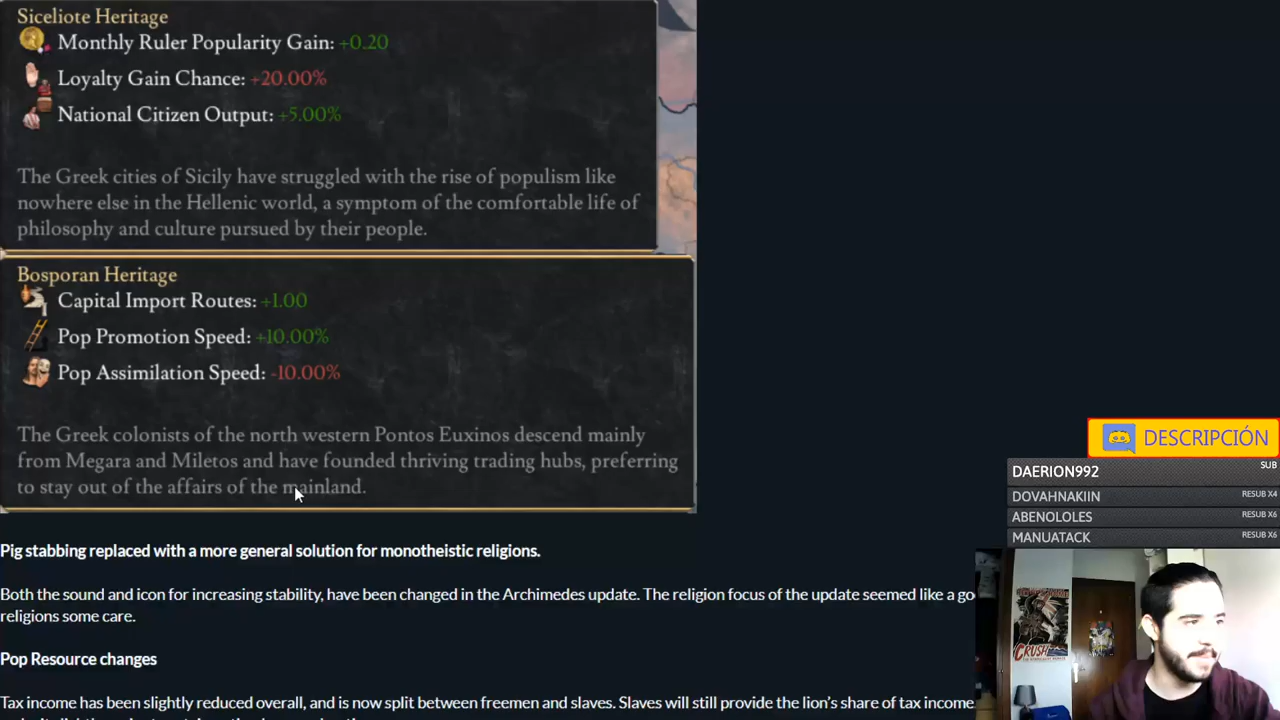 Siceliote Heritage
Monthly Ruler Popularity Gain: +0.20
Loyalty Gain Chance: +20.00%
National Citizen Output: +5.00%
The Greek cities of Sicily have struggled with the rise of populism like
nowhere else in the Hellenic world, a symptom of the comfortable life of
philosophy and culture pursued by their people.
Bosporan Heritage
Capital Import Routes: +1.00
Pop Promotion Speed: +10.00%
Pop Assimilation Speed: -10.00%
The Greek colonists of the north western Pontos Euxinos descend mainly
from Megara and Miletos and have founded thriving trading hubs, preferring
to stay out of the affairs of the mainland.
DESCRIPCIÓN
DAERION992 SUB
DOVAHNAKIIN RESUB X4
ABENOLOLES RESUB X6
MANUATACK RESUB X6
Pig stabbing replaced with a more general solution for monotheistic religions.
Both the sound and icon for increasing stability, have been changed in the Archimedes update. The religion focus of the update seemed like a go
religions some care.
CRUSH
Pop Resource changes
Tax income has been slightly reduced overall, and is now split between freemen and slaves. Slaves will still provide the lion's share of tax income.